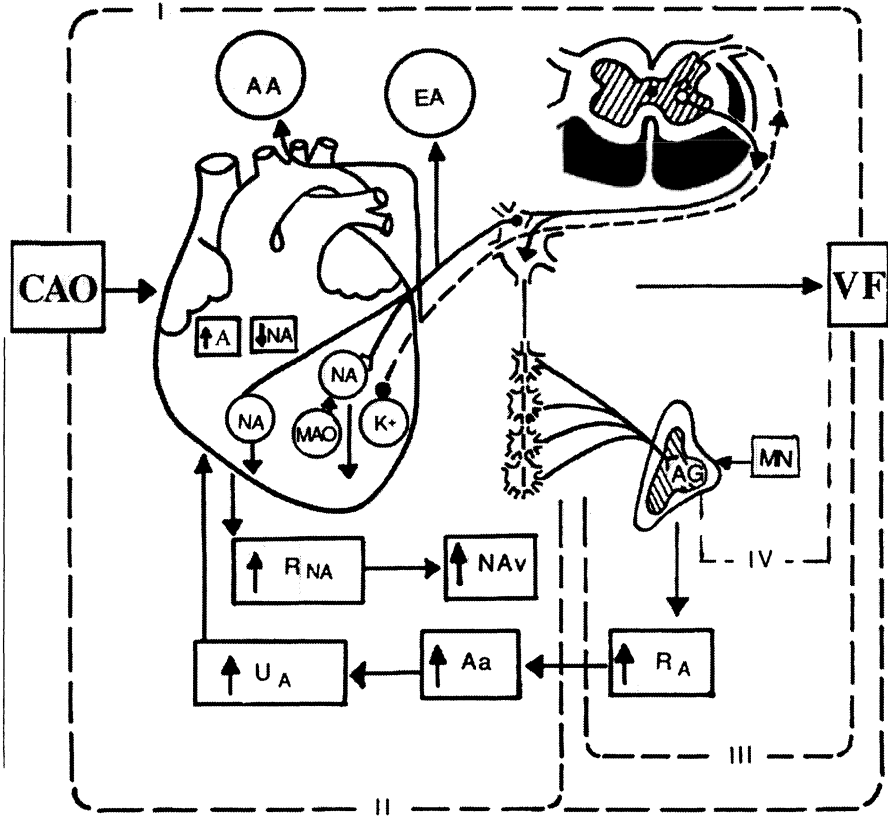 I
AA
EA
CAO
VF
↑A
↓NA
NA
NA
MAO
K+
MN
AG
IV
↑ R NA
↑ NAv
↑ U A
↑ Aa
↑ R A
III
II